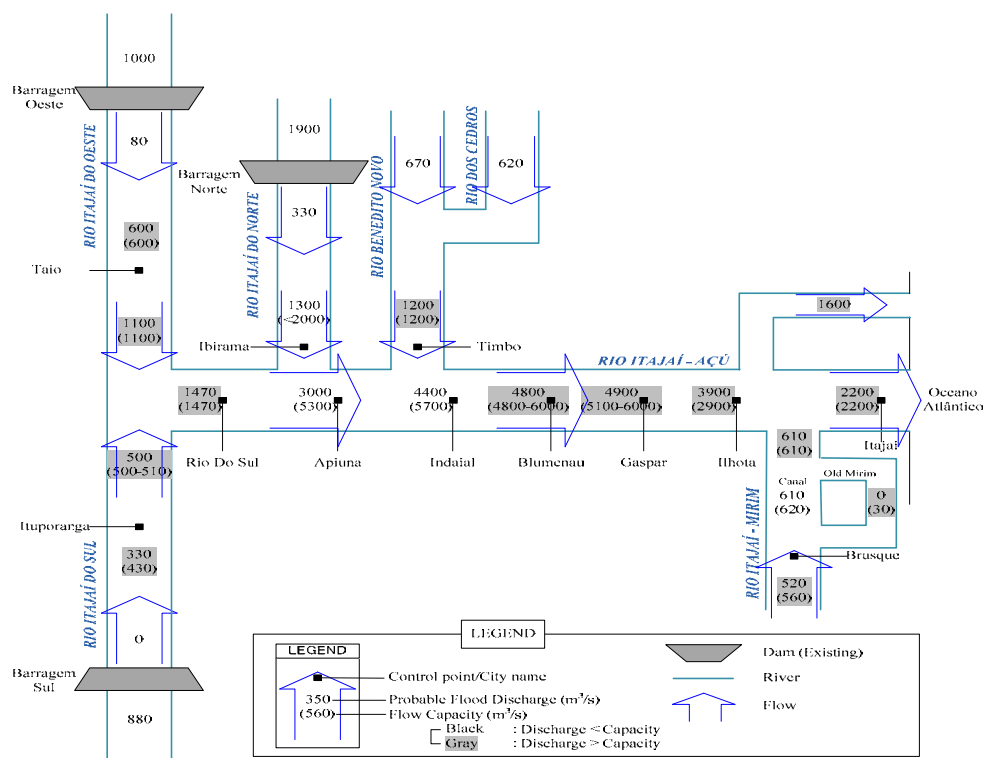 1000
Barragem
Oeste
80
RIO ITAJAÍ DO OESTE
1900
Barragem
Norte
330
RIO ITAJAÍ DO NORTE
670
RIO BENEDITO NOVO
RIO DOS CEDROS
620
600
(600)
Taio
1100
(1100)
1300
(<2000)
Ibirama
1200
(1200)
Timbo
1600
RIO ITAJAÍ - AÇÚ
1470
(1470)
3000
(5300)
4400
(5700)
4800
(4800-6000)
4900
(5100-6000)
3900
(2900)
2200
(2200)
Oceano
Atlântico
Rio Do Sul
Apiuna
Indaial
Blumenau
Gaspar
Ilhota
Itajai
500
(500-510)
610
(610)
Canal
610
(620)
Old Mirim
0
(30)
Ituporanga
330
(430)
RIO ITAJAÍ DO SUL
RIO ITAJAÍ - MIRIM
Brusque
520
(560)
0
Barragem
Sul
880
LEGEND
LEGEND
Control point/City name
350
(560)
Probable Flood Discharge (m³/s)
Flow Capacity (m³/s)
Black : Discharge < Capacity
Gray : Discharge > Capacity
Dam (Existing)
River
Flow